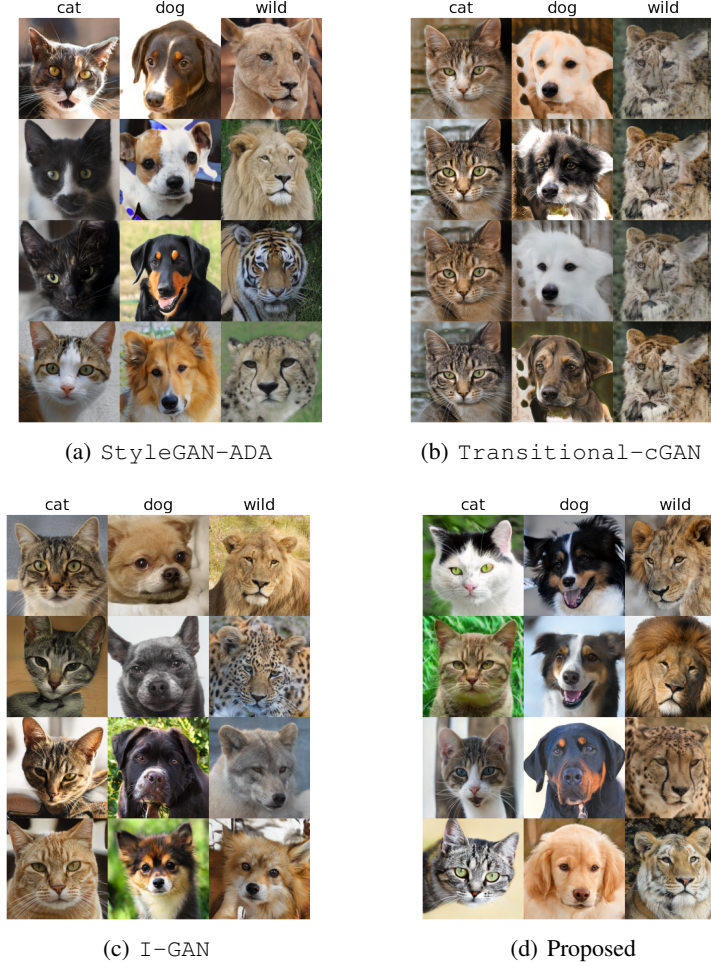 cat dog wild
cat dog wild
(a) StyleGAN-ADA
(b) Transitional-cGAN
cat dog wild
cat dog wild
(c) I-GAN
(d) Proposed